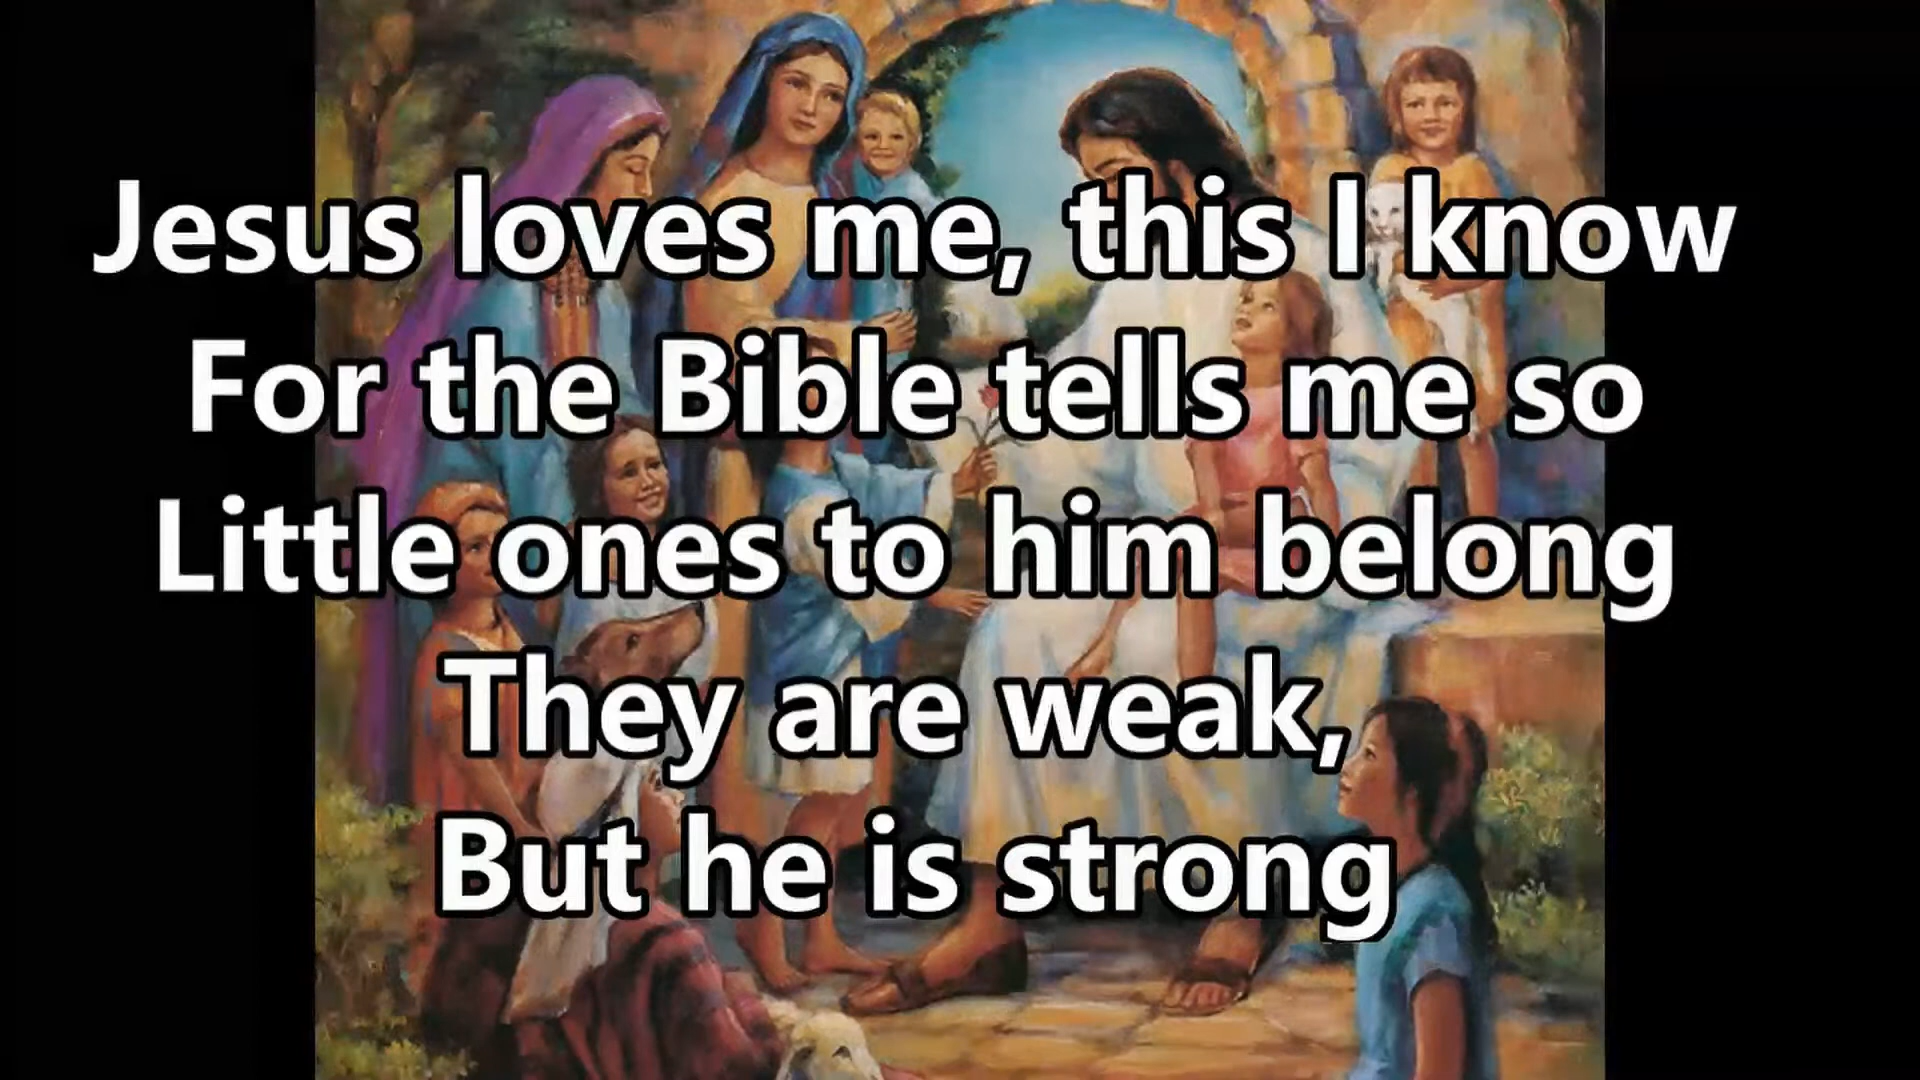 Jesus loves me, this I know
For the Bible tells me so
Little ones to him belong
They are weak,
But he is strong